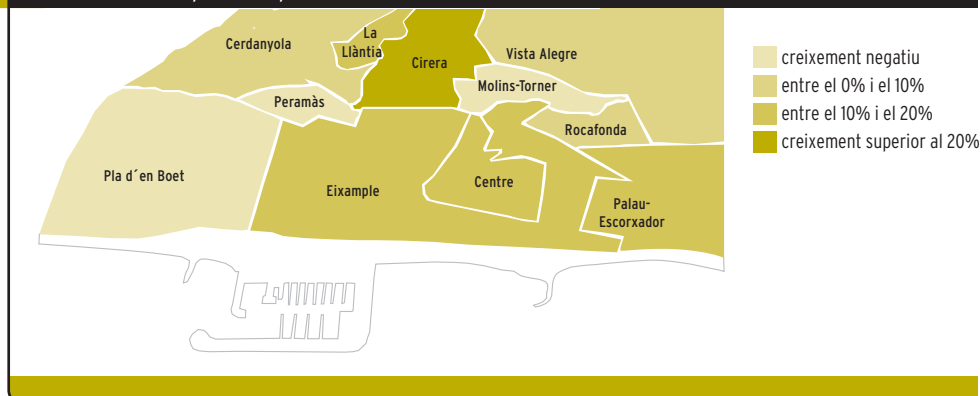 Cerdanyola
La
Llàntia
Cirera
Vista Alegre
Molins-Torner
Peramàs
Rocafonda
Pla d´en Boet
Eixample
Centre
Palau-
Escorxador
creixement negatiu
entre el 0% i el 10%
entre el 10% i el 20%
creixement superior al 20%